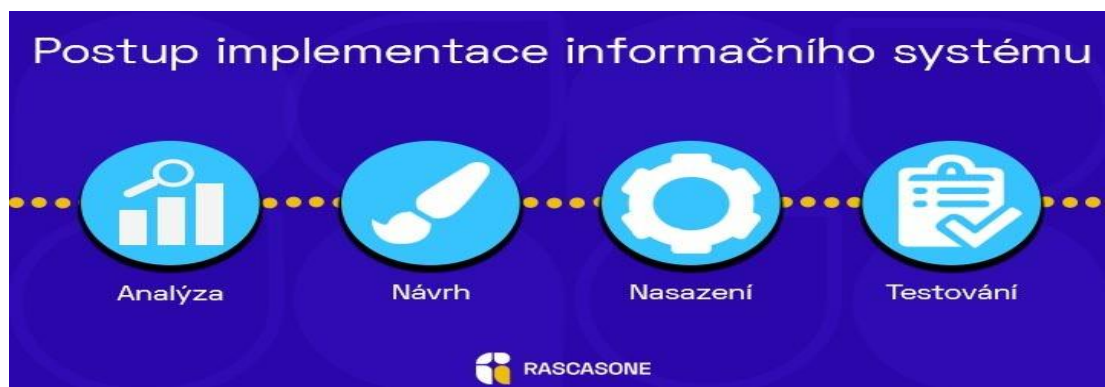 Postup implementace informačního systému
Analýza
Návrh
Nasazení
Testování
RASCASONE